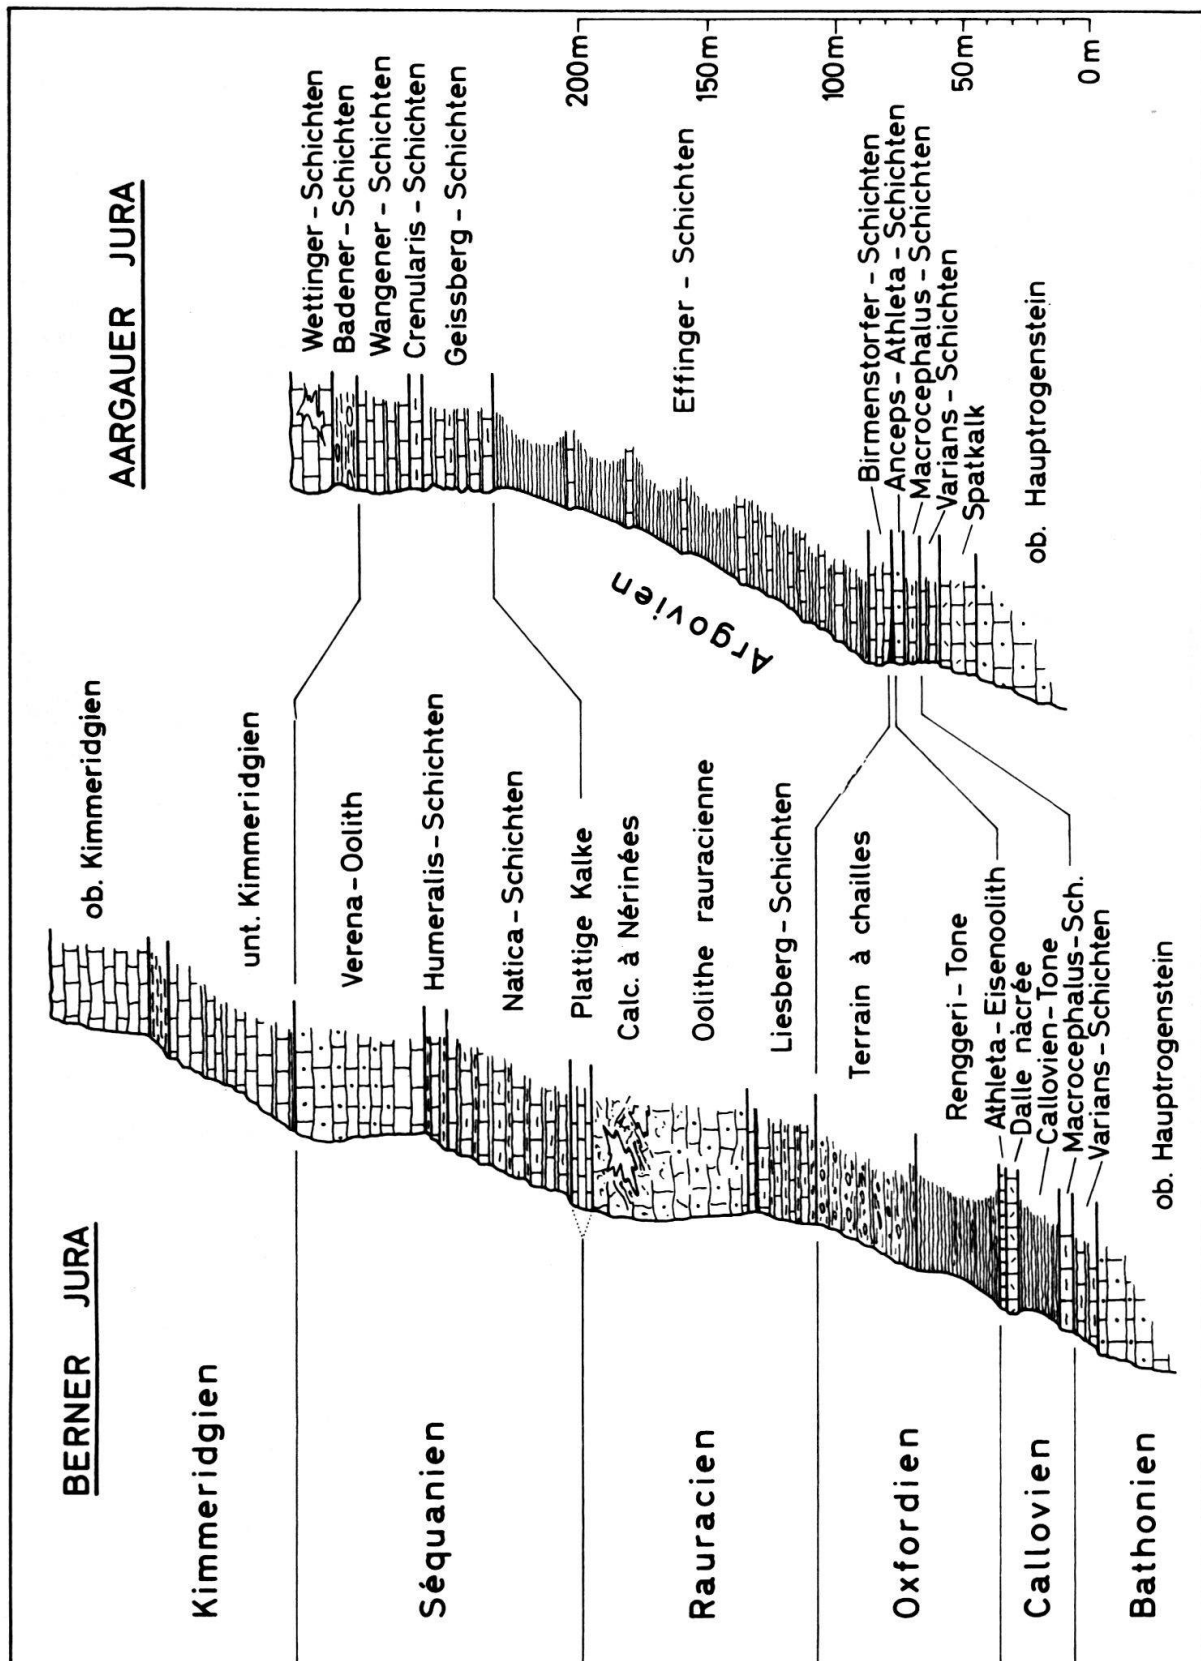 BERNER JURA
AARGAUER JURA
Kimmeridgien
Séquanien
Rauracien
Oxfordien
Callovien
Bathonien
ob. Kimmeridgien
unt. Kimmeridgien
Verena-Oolith
Humeralis-Schichten
Natica-Schichten
Plattige Kalke
Calc. à Nérinées
Oolithe rauracienne
Liesberg-Schichten
Terrain à chailles
Renggeri-Tone
Athleta-Eisenoolith
Dalle nacrée
Callovien-Tone
Macrocephalus-Sch.
Varians-Schichten
ob. Hauptrogenstein
Argovien
Wettinger-Schichten
Badener-Schichten
Wangener-Schichten
Crenularis-Schichten
Geissberg-Schichten
Effinger-Schichten
Birmenstorfer-Schichten
Anceps-Athleta-Schichten
Macrocephalus-Schichten
Varians-Schichten
Spatkalk
ob. Hauptrogenstein
200m
150m
100m
50m
0m